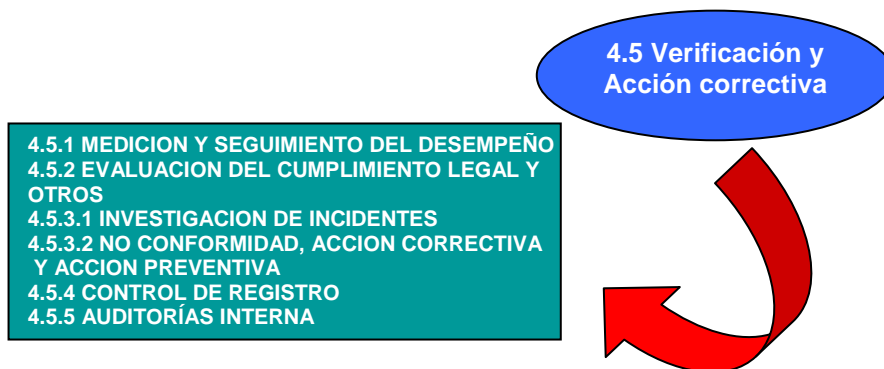 4.5 Verificación y
Acción correctiva
4.5.1 MEDICION Y SEGUIMIENTO DEL DESEMPEÑO
4.5.2 EVALUACION DEL CUMPLIMIENTO LEGAL Y
OTROS
4.5.3.1 INVESTIGACION DE INCIDENTES
4.5.3.2 NO CONFORMIDAD, ACCION CORRECTIVA
Y ACCION PREVENTIVA
4.5.4 CONTROL DE REGISTRO
4.5.5 AUDITORÍAS INTERNA